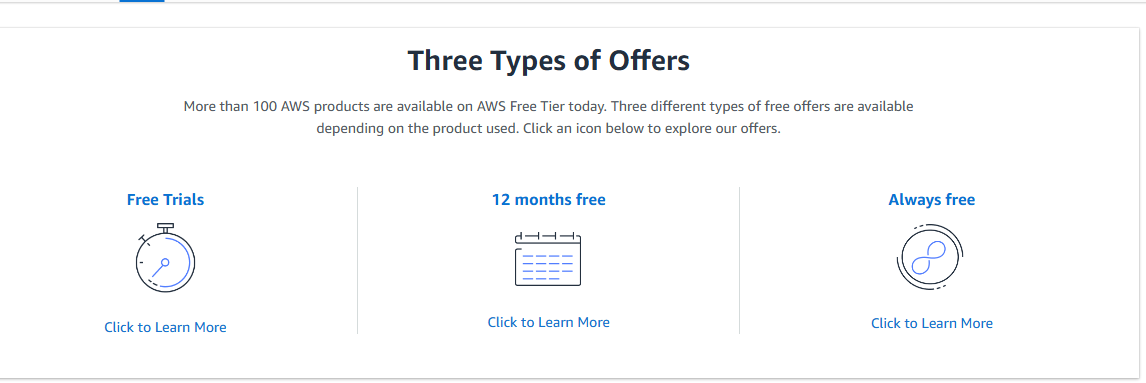 Three Types of Offers
More than 100 AWS products are available on AWS Free Tier today. Three different types of free offers are available
depending on the product used. Click an icon below to explore our offers.
Free Trials
Click to Learn More
12 months free
Click to Learn More
Always free
Click to Learn More